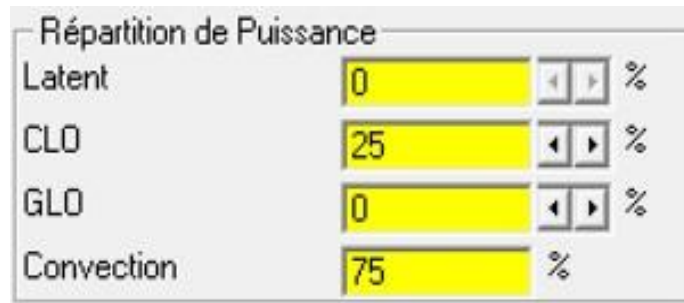 Répartition de Puissance
Latent 0 %
CLO 25 %
GLO 0 %
Convection 75 %